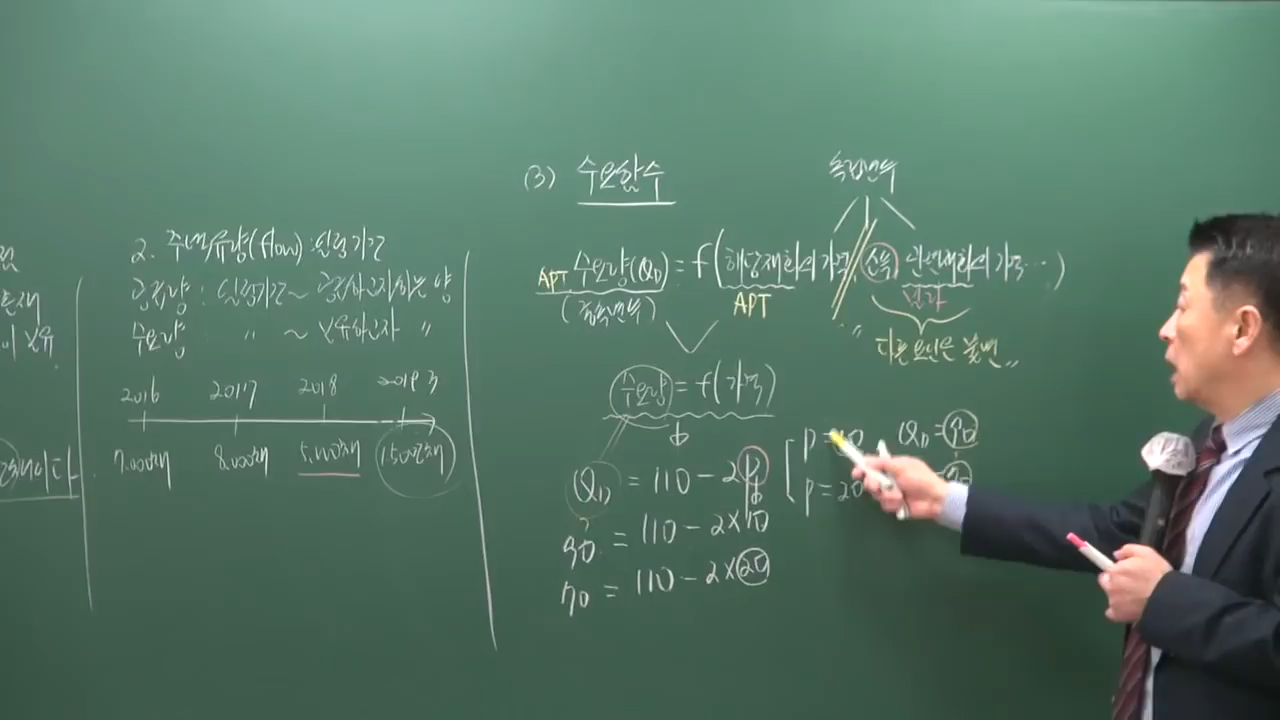 2. 주택유량(flow) : 일정기간
공급량 : 일정기간~ 공급하고자하는 양
수요량 " ~ 보유하고자 "
2016 2017 2018 2019 3
7.000채 8.000채 5.000채 1500채
(3) 수요함수
독립변수
APT 수요량(QD) = f(해당재화의 가격 소득, 관련재화의 가격… )
(종속변수) APT
" 다른 요인은 불변 "
수요량 = f(가격)
QD = 110 - 2P
90 = 110 - 2×10
70 = 110 - 2×20
P = 10 QD = 90
P = 20 70